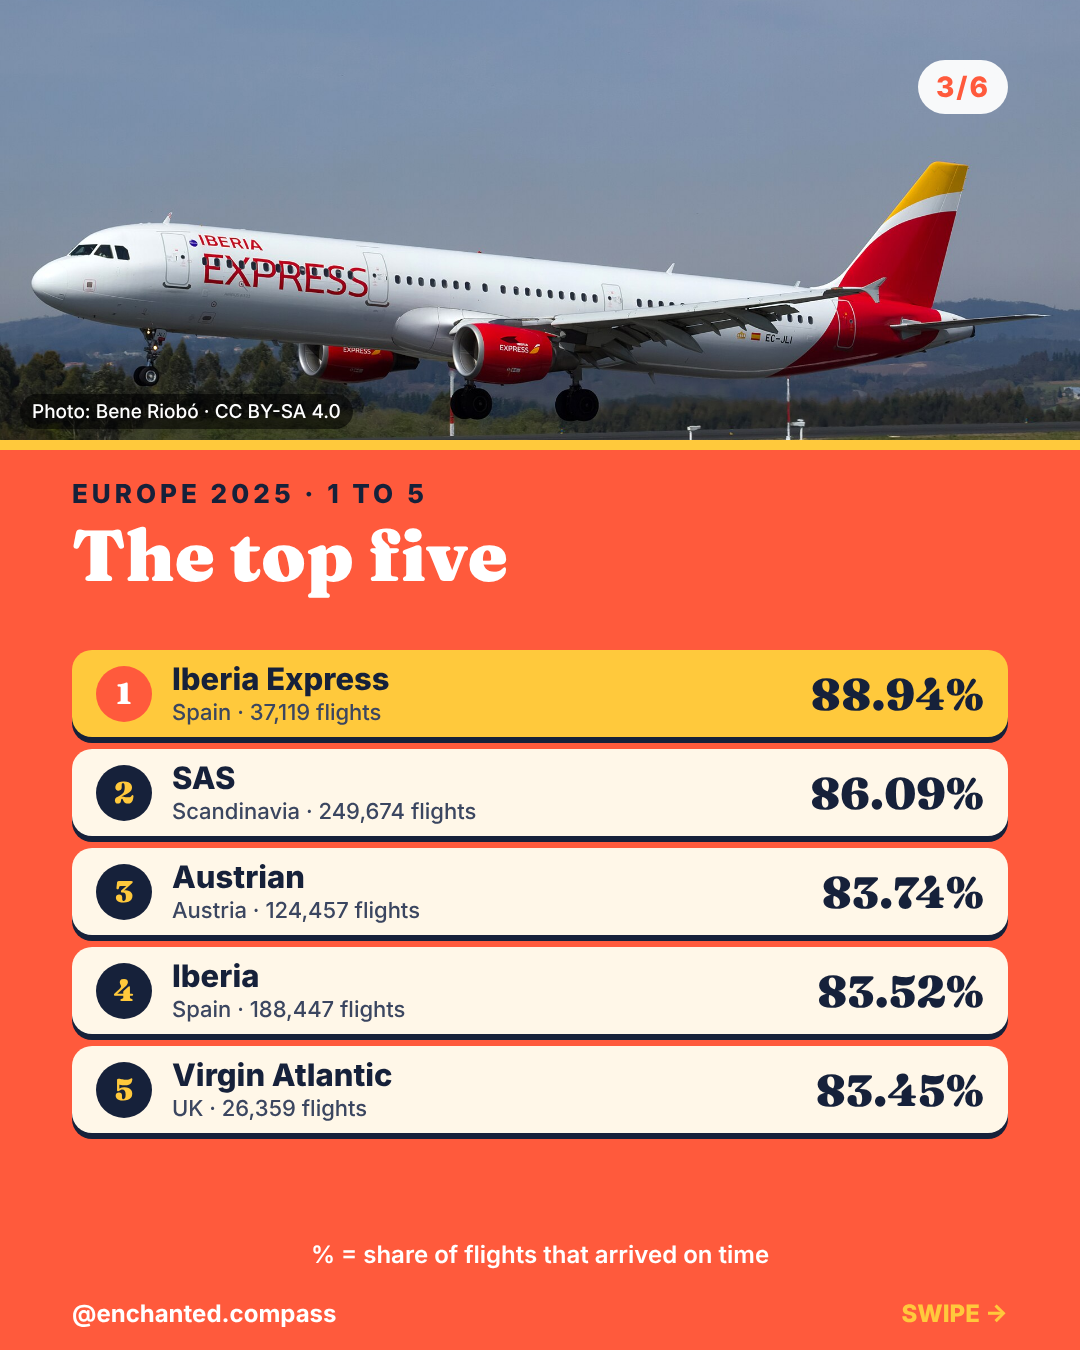 3/6
IBERIA
EXPRESS
EXPRESS
EXPRESS
EC-JLI
Photo: Bene Riobó · CC BY-SA 4.0
EUROPE 2025 · 1 TO 5
The top five
1
Iberia Express
Spain · 37,119 flights
88.94%
2
SAS
Scandinavia · 249,674 flights
86.09%
3
Austrian
Austria · 124,457 flights
83.74%
4
Iberia
Spain · 188,447 flights
83.52%
5
Virgin Atlantic
UK · 26,359 flights
83.45%
% = share of flights that arrived on time
@enchanted.compass
SWIPE →